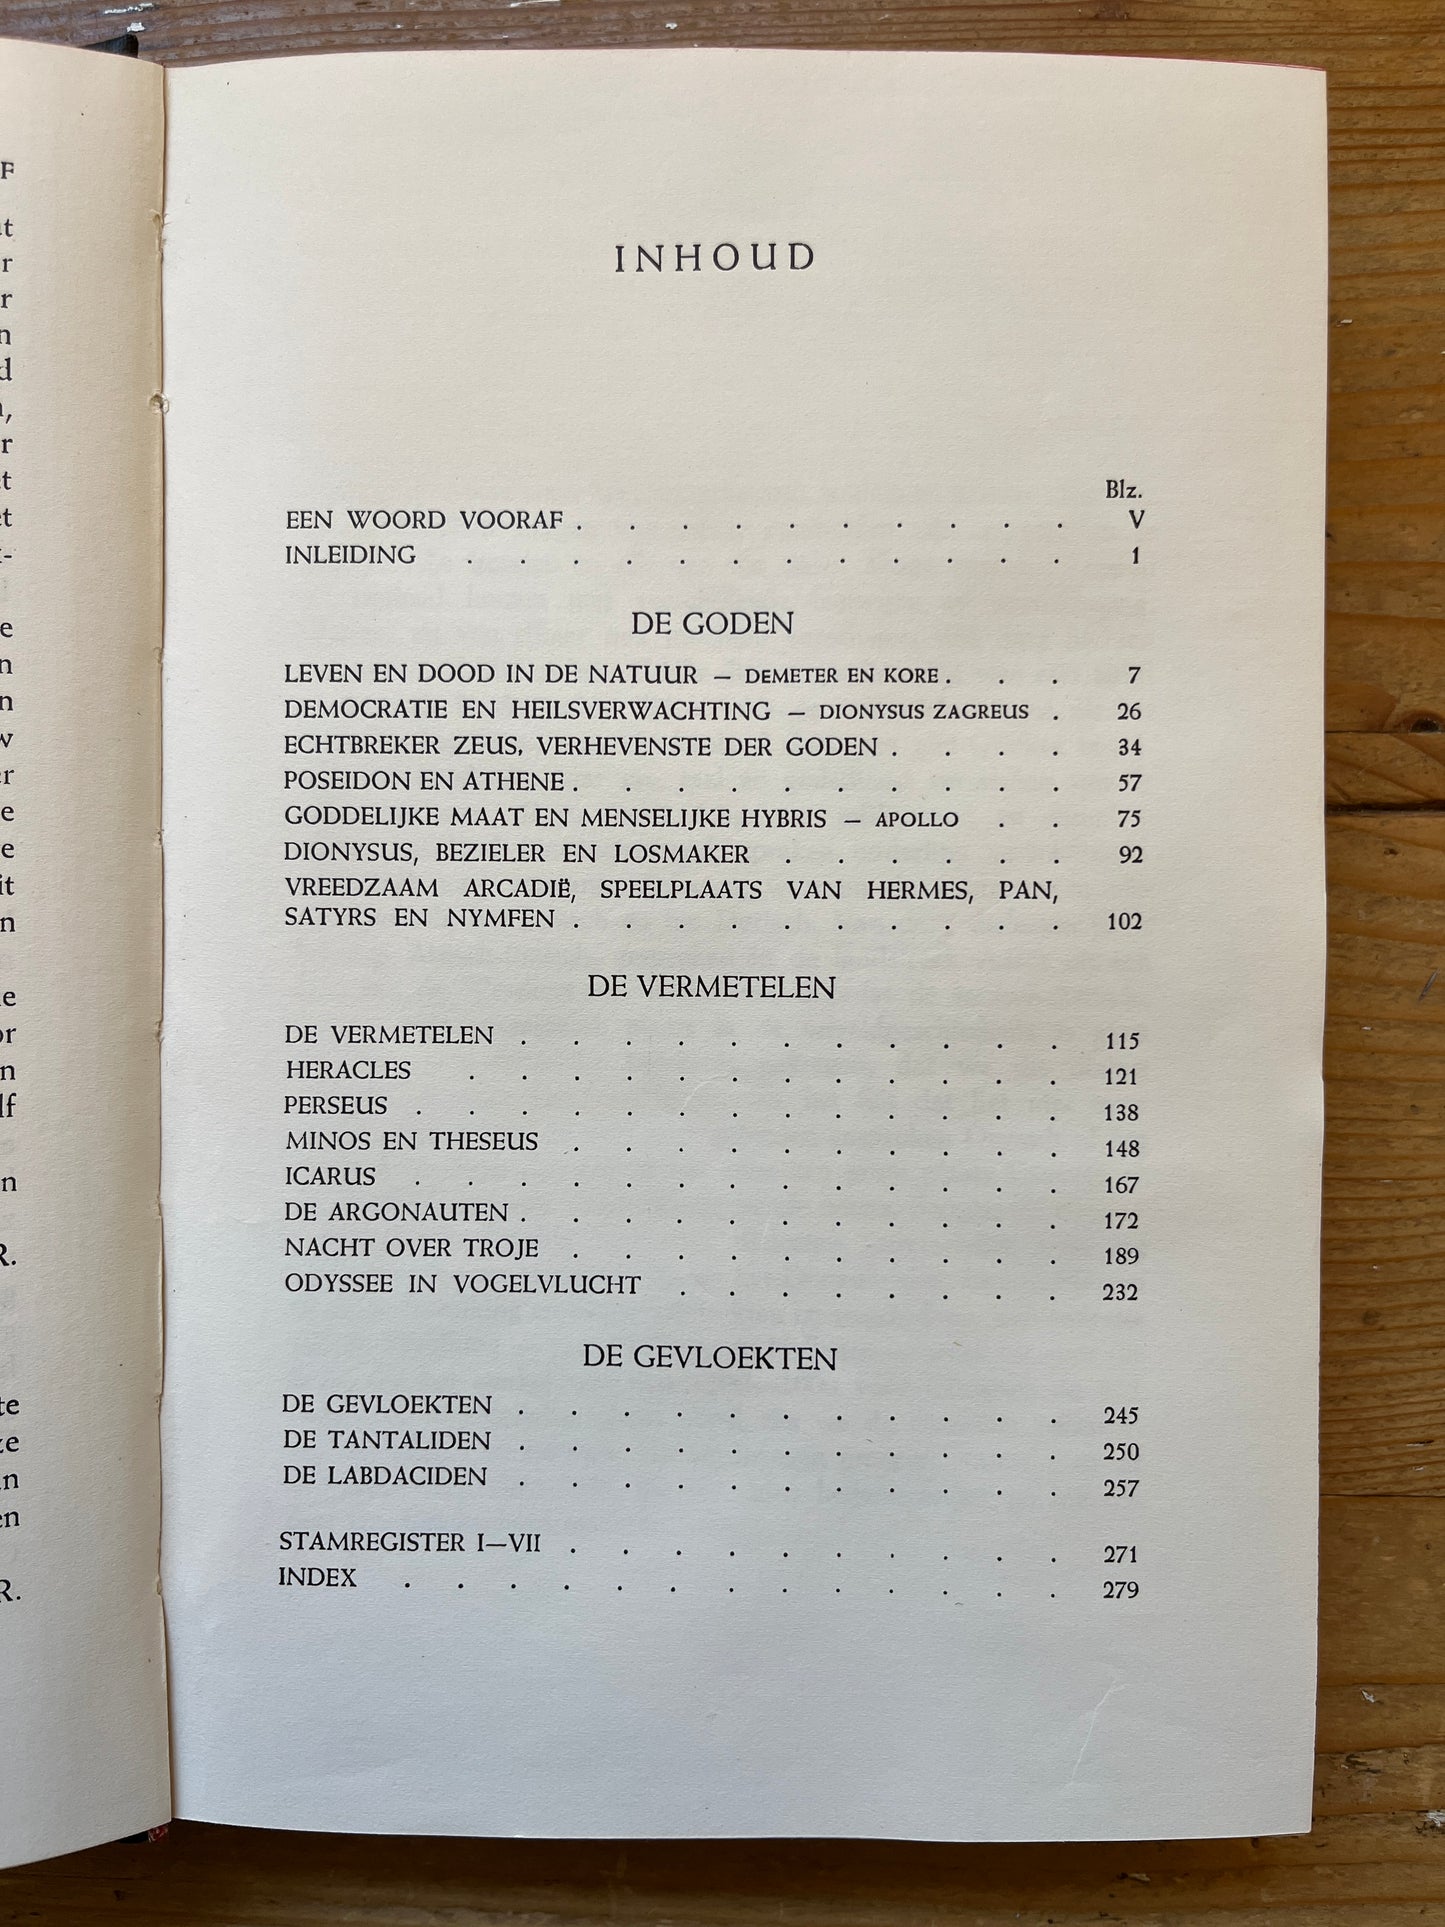 INHOUD
Blz.
EEN WOORD VOORAF . . . . . . . . . . V
INLEIDING . . . . . . . . . . . . 1
DE GODEN
LEVEN EN DOOD IN DE NATUUR — DEMETER EN KORE . . . 7
DEMOCRATIE EN HEILSVERWACHTING — DIONYSUS ZAGREUS . 26
ECHTBREKER ZEUS, VERHEVENSTE DER GODEN . . . . 34
POSEIDON EN ATHENE . . . . . . . . . . 57
GODDELIJKE MAAT EN MENSELIJKE HYBRIS — APOLLO . . 75
DIONYSUS, BEZIELER EN LOSMAKER . . . . . . 92
VREEDZAAM ARCADIË, SPEELPLAATS VAN HERMES, PAN,
SATYRS EN NYMFEN . . . . . . . . . . 102
DE VERMETELEN
DE VERMETELEN . . . . . . . . . . . 115
HERACLES . . . . . . . . . . . . 121
PERSEUS . . . . . . . . . . . . . 138
MINOS EN THESEUS . . . . . . . . . . 148
ICARUS . . . . . . . . . . . . . 167
DE ARGONAUTEN . . . . . . . . . . . 172
NACHT OVER TROJE . . . . . . . . . . 189
ODYSSEE IN VOGELVLUCHT . . . . . . . . 232
DE GEVLOEKTEN
DE GEVLOEKTEN . . . . . . . . . . . 245
DE TANTALIDEN . . . . . . . . . . . 250
DE LABDACIDEN . . . . . . . . . . . 257
STAMREGISTER I—VII . . . . . . . . . . 271
INDEX . . . . . . . . . . . . . 279